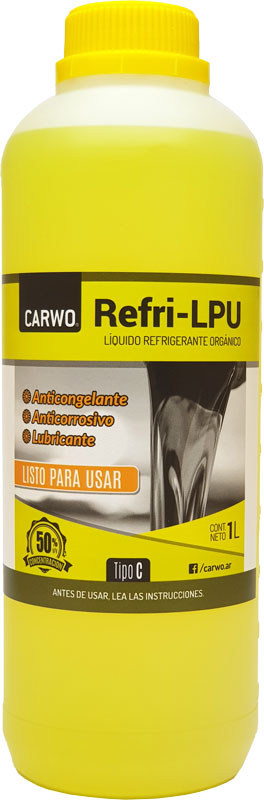 CARWO®
Refri-LPU
LÍQUIDO REFRIGERANTE ORGÁNICO
Anticongelante
Anticorrosivo
Lubricante
LISTO PARA USAR
50%
CONCENTRACIÓN
CONT. NETO 1L
Tipo C
/carwo.ar
ANTES DE USAR, LEA LAS INSTRUCCIONES.